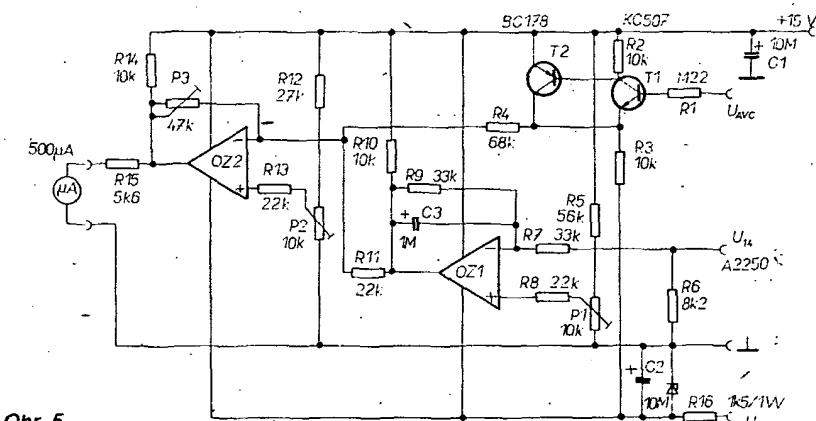 BC178
KC507
+15 V
R14
10k
P3
47k
R12
27k
T2
R2
10k
T1
M22
R1
U_AVC
+
10M
C1
500µA
µA
R15
5k6
OZ2
−
+
R13
22k
P2
10k
R10
10k
R4
68k
R3
10k
R9 33k
+
C3
1M
R11
22k
OZ1
−
+
R5
56k
R7 33k
U14
A2250
R8 22k
P1
10k
R6
8k2
+
C2
10M
R16
1k5/1W
U
Obr. 5